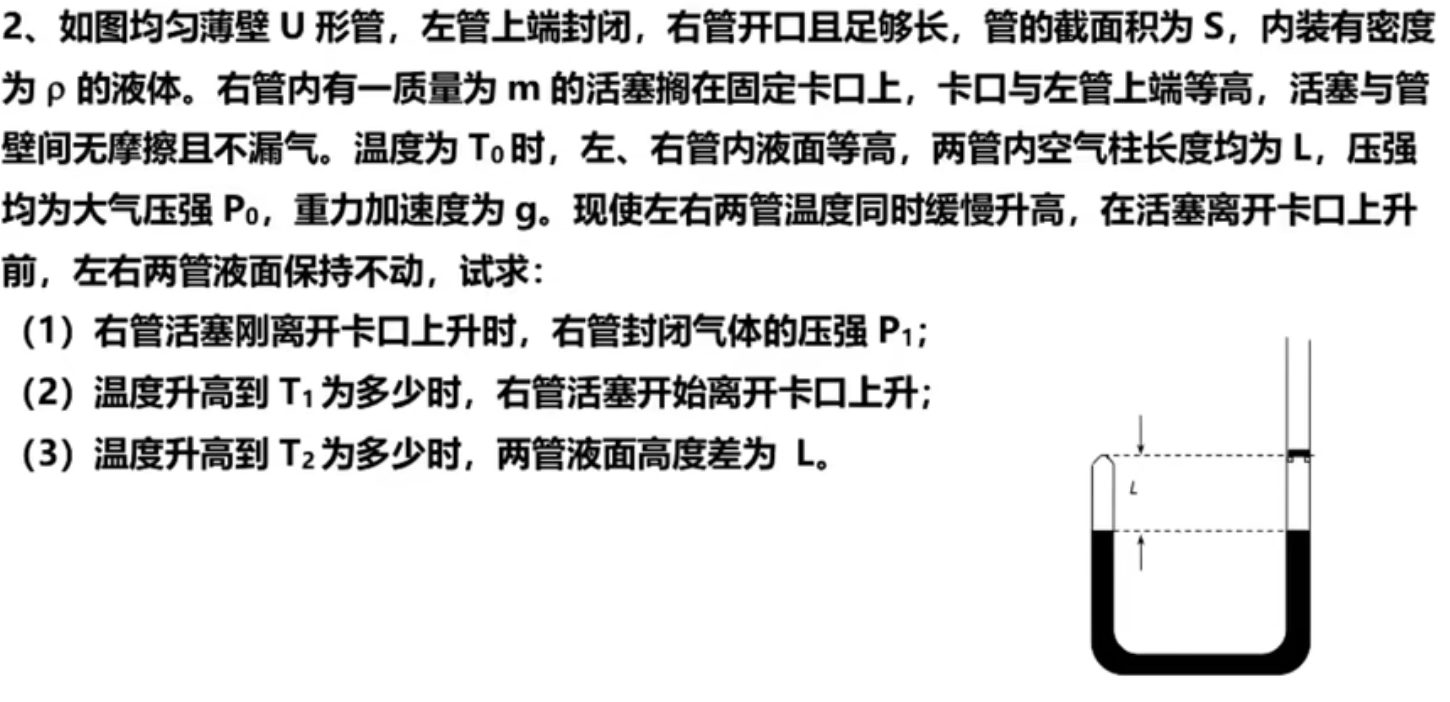 2、如图均匀薄壁 U 形管，左管上端封闭，右管开口且足够长，管的截面积为 S，内装有密度
为 ρ 的液体。右管内有一质量为 m 的活塞搁在固定卡口上，卡口与左管上端等高，活塞与管
壁间无摩擦且不漏气。温度为 T₀时，左、右管内液面等高，两管内空气柱长度均为 L，压强
均为大气压强 P₀，重力加速度为 g。现使左右两管温度同时缓慢升高，在活塞离开卡口上升
前，左右两管液面保持不动，试求：
（1）右管活塞刚离开卡口上升时，右管封闭气体的压强 P₁；
（2）温度升高到 T₁为多少时，右管活塞开始离开卡口上升；
（3）温度升高到 T₂为多少时，两管液面高度差为 L。
L